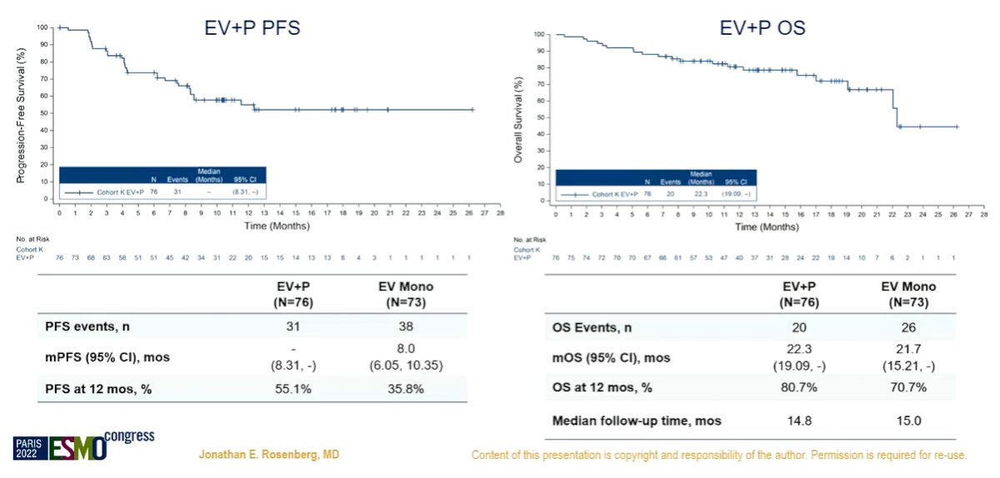 EV+P PFS
Progression-Free Survival (%)
100
90
80
70
60
50
40
30
20
10
0
N Events Median (Months) 95% CI
Cohort K EV+P 76 31 – (8.31, –)
0 1 2 3 4 5 6 7 8 9 10 11 12 13 14 15 16 17 18 19 20 21 22 23 24 25 26 27 28
Time (Months)
No. at Risk
Cohort K
EV+P 76 73 68 63 58 51 51 45 42 34 31 22 20 15 15 14 13 13 8 4 3 1 1 1 1 1 1
EV+P OS
Overall Survival (%)
100
90
80
70
60
50
40
30
20
10
0
N Events Median (Months) 95% CI
Cohort K EV+P 76 20 22.3 (19.09, –)
0 1 2 3 4 5 6 7 8 9 10 11 12 13 14 15 16 17 18 19 20 21 22 23 24 25 26 27 28
Time (Months)
No. at Risk
Cohort K
EV+P 76 75 74 72 70 70 67 66 61 57 53 47 40 37 31 28 24 22 19 14 10 7 6 2 1 1 1
EV+P (N=76) EV Mono (N=73)
PFS events, n 31 38
mPFS (95% CI), mos - (8.31, -) 8.0 (6.05, 10.35)
PFS at 12 mos, % 55.1% 35.8%
EV+P (N=76) EV Mono (N=73)
OS Events, n 20 26
mOS (95% CI), mos 22.3 (19.09, -) 21.7 (15.21, -)
OS at 12 mos, % 80.7% 70.7%
Median follow-up time, mos 14.8 15.0
PARIS 2022 ESMO congress
Jonathan E. Rosenberg, MD
Content of this presentation is copyright and responsibility of the author. Permission is required for re-use.